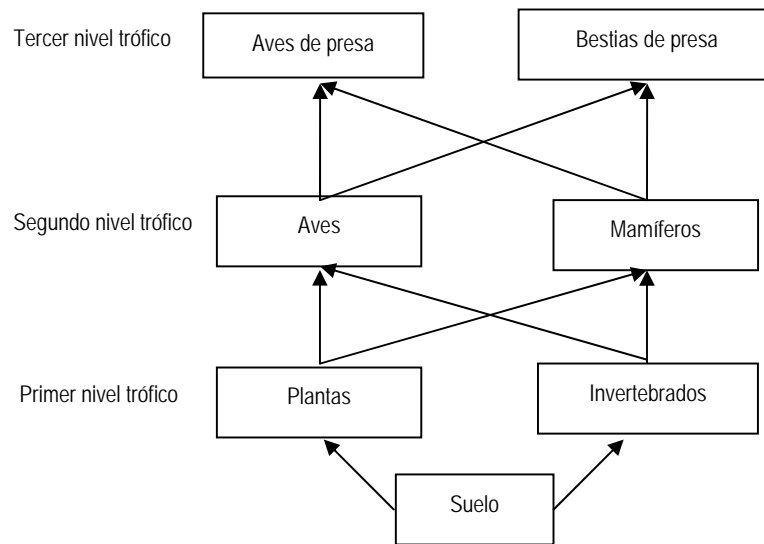 Tercer nivel trófico
Aves de presa
Bestias de presa
Segundo nivel trófico
Aves
Mamíferos
Primer nivel trófico
Plantas
Invertebrados
Suelo